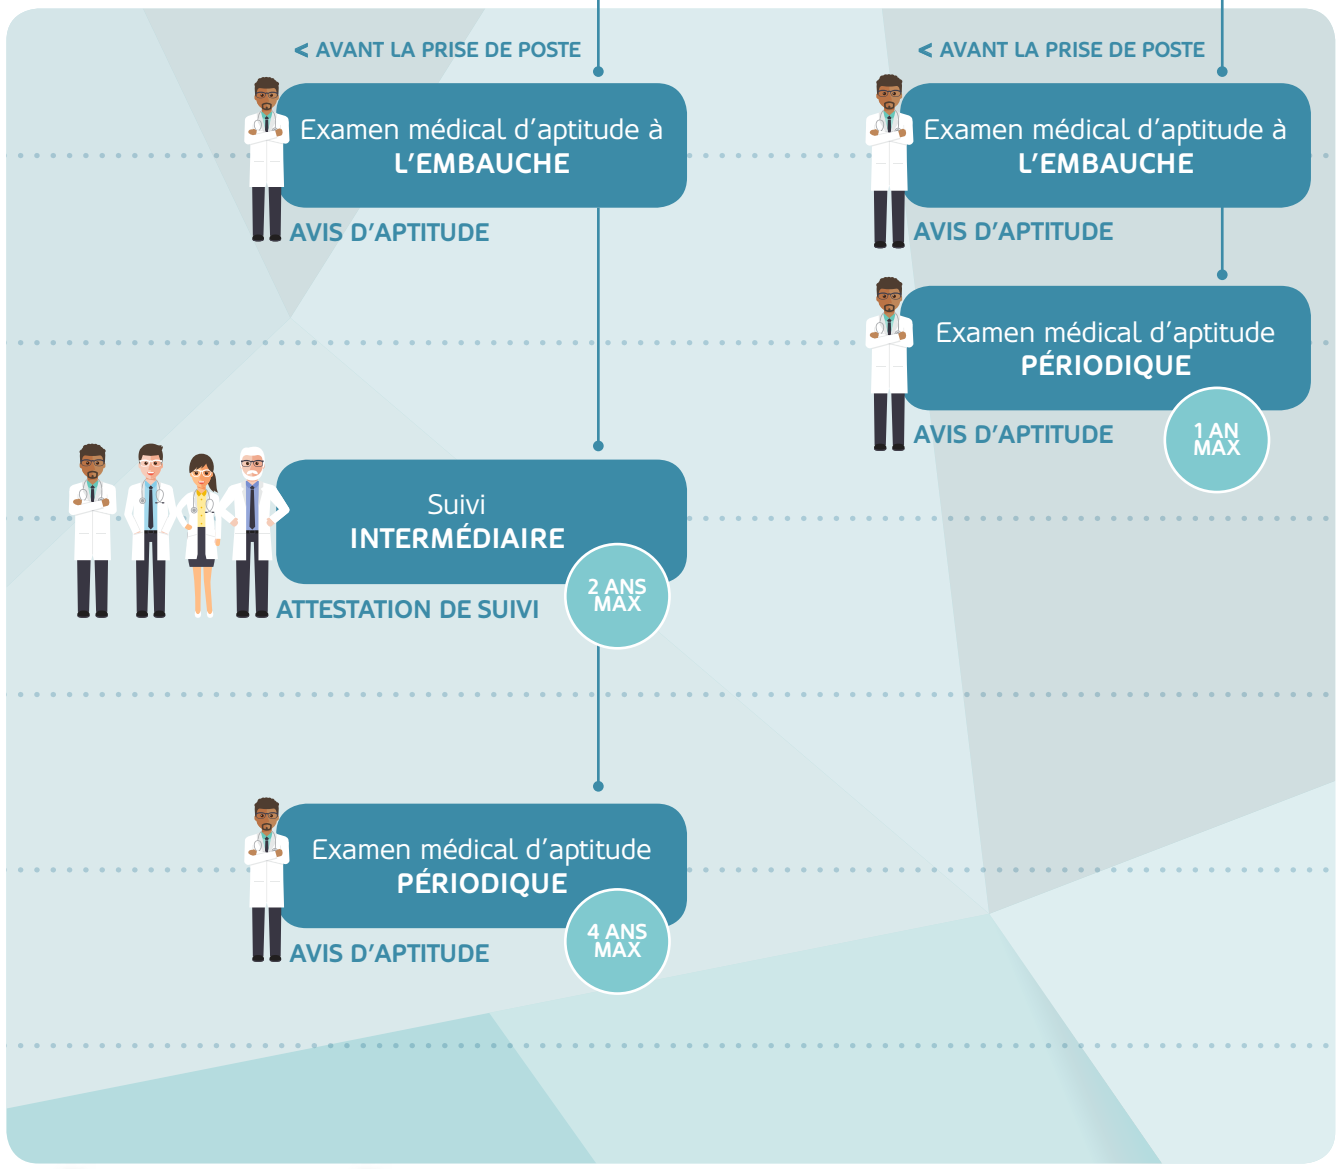 < AVANT LA PRISE DE POSTE
Examen médical d'aptitude à
L'EMBAUCHE
AVIS D'APTITUDE
Suivi
INTERMÉDIAIRE
2 ANS
MAX
ATTESTATION DE SUIVI
Examen médical d'aptitude
PÉRIODIQUE
4 ANS
MAX
AVIS D'APTITUDE
< AVANT LA PRISE DE POSTE
Examen médical d'aptitude à
L'EMBAUCHE
AVIS D'APTITUDE
Examen médical d'aptitude
PÉRIODIQUE
1 AN
MAX
AVIS D'APTITUDE